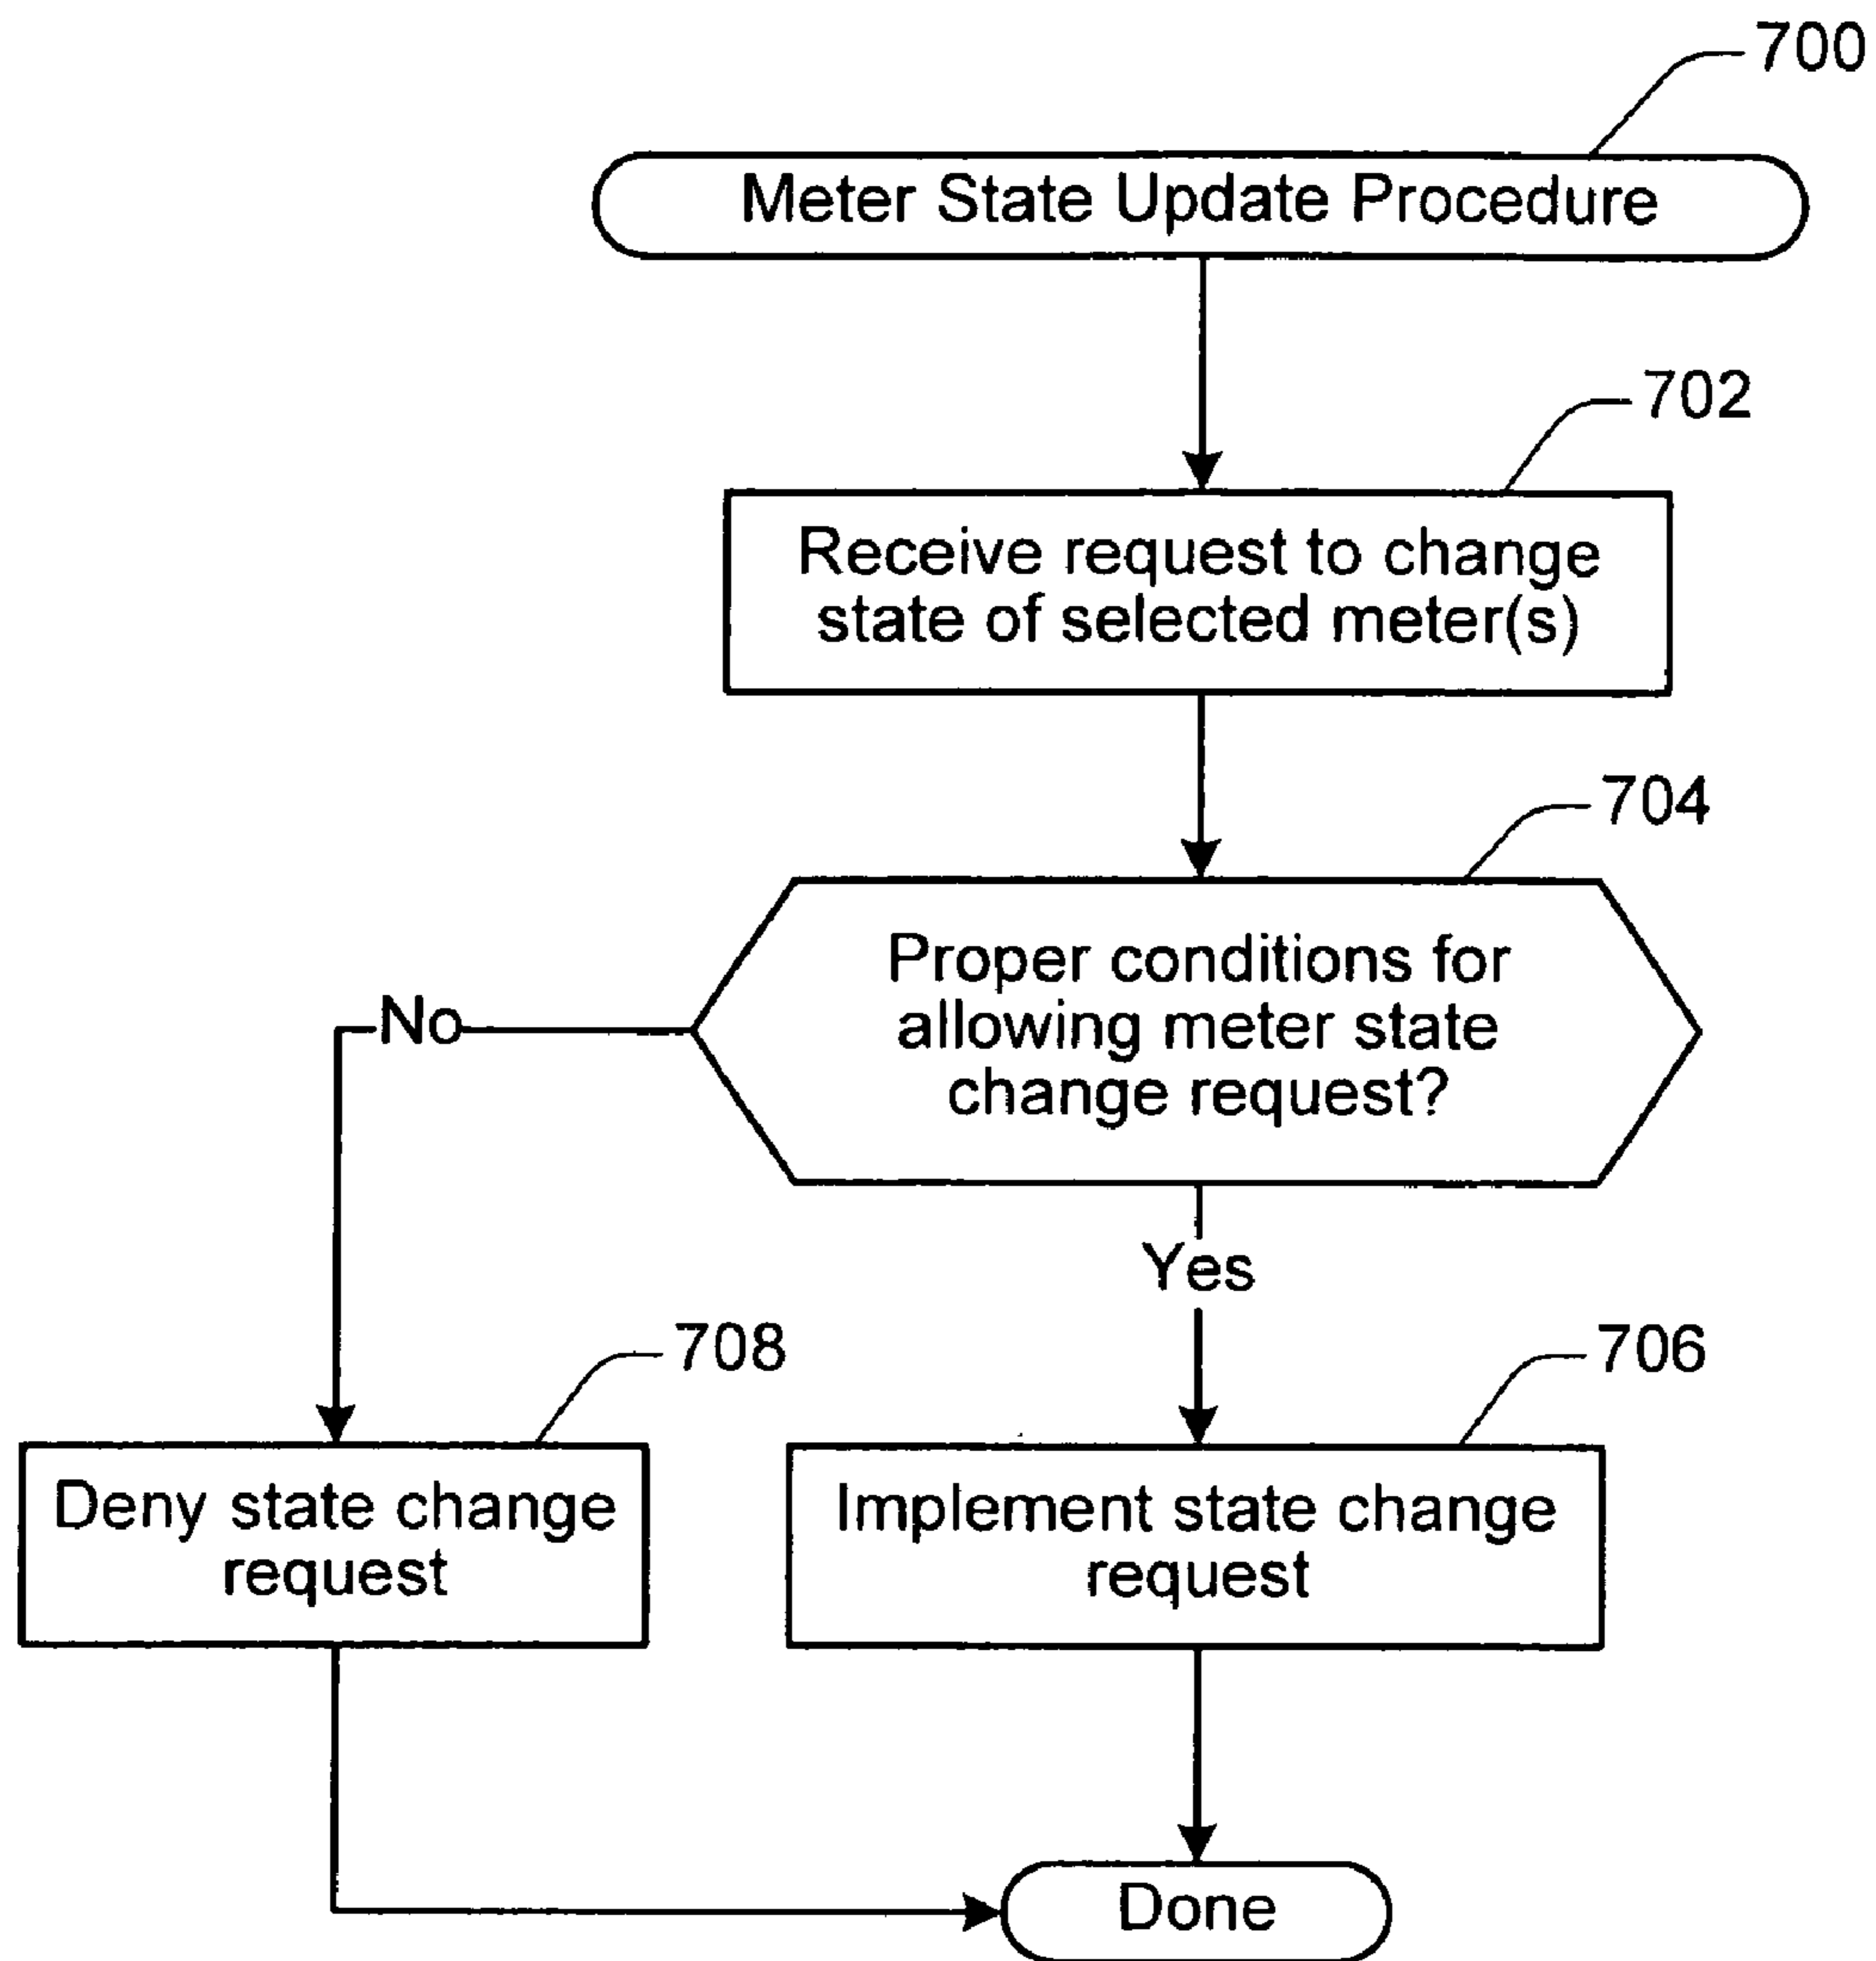 700
Meter State Update Procedure
702
Receive request to change
state of selected meter(s)
704
Proper conditions for
allowing meter state
change request?
No
Yes
708
706
Deny state change
request
Implement state change
request
Done